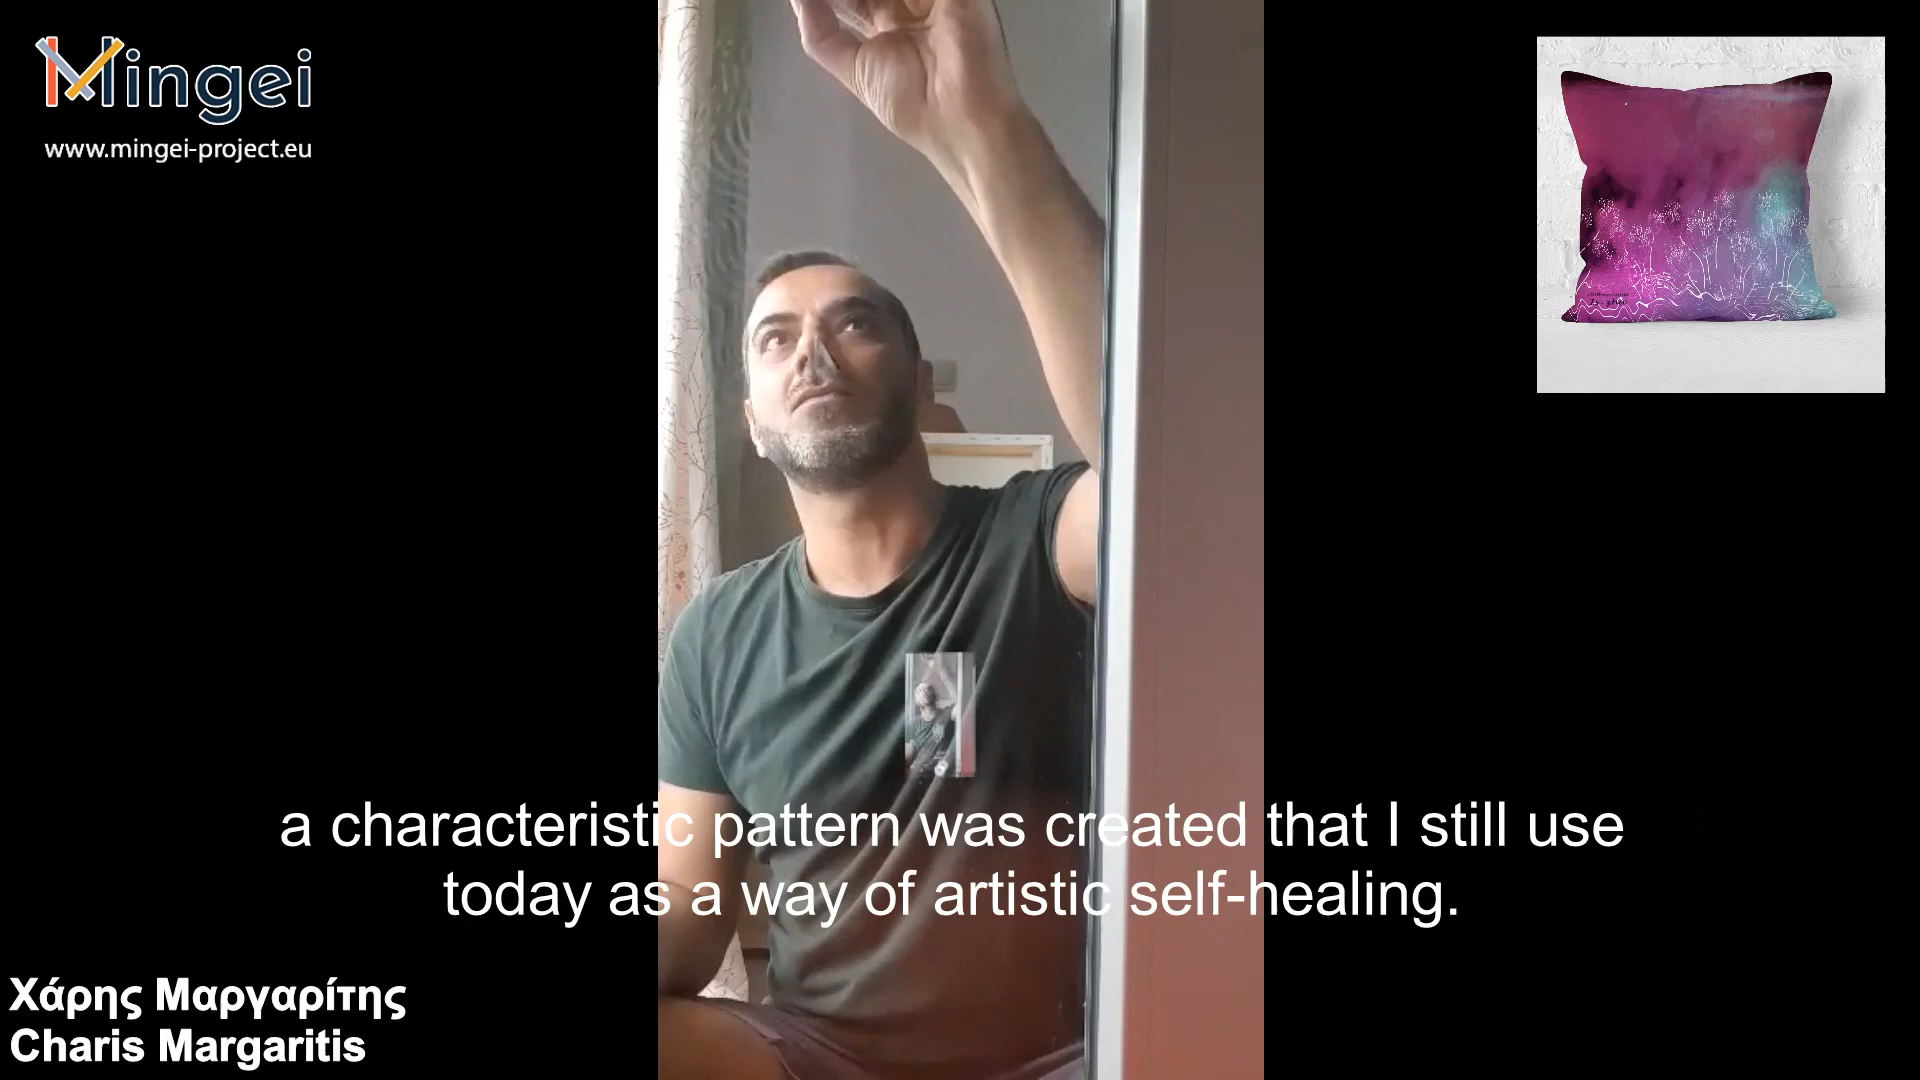 Mingei
www.mingei-project.eu
a characteristic pattern was created that I still use
today as a way of artistic self-healing.
Χάρης Μαργαρίτης
Charis Margaritis